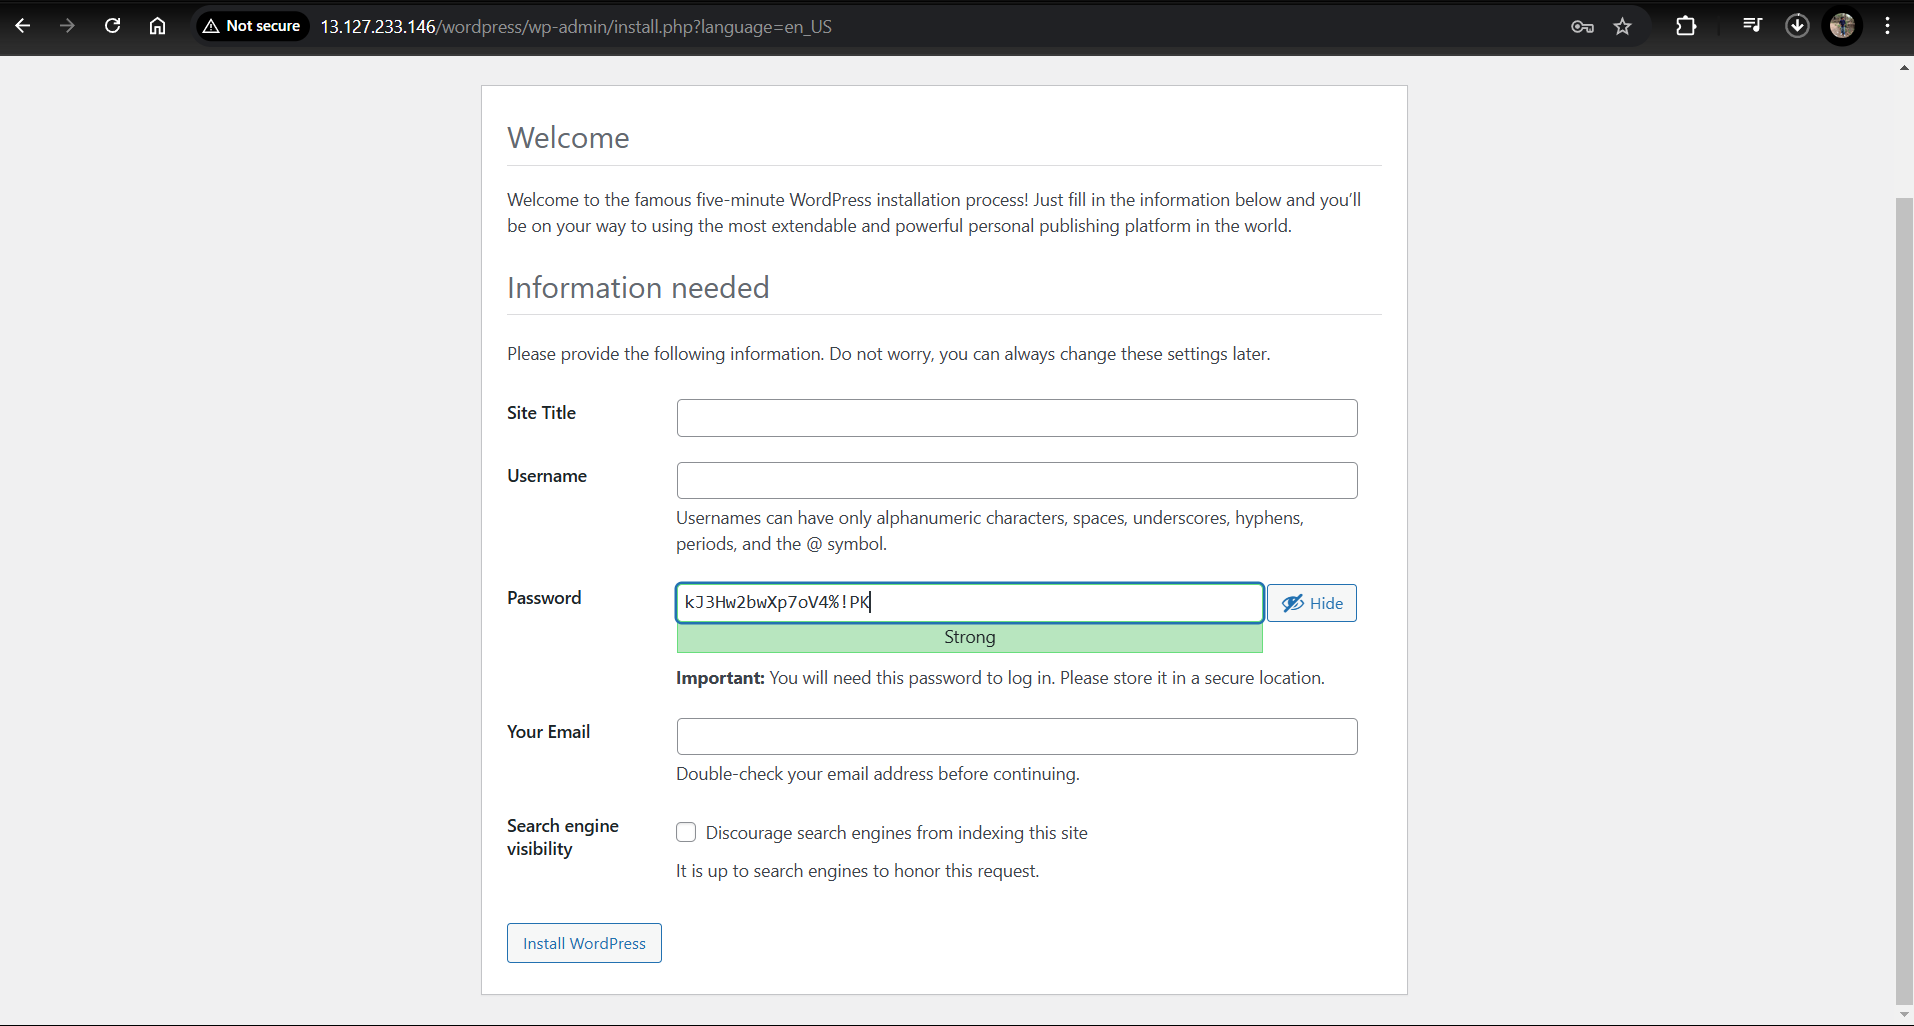 Not secure 13.127.233.146/wordpress/wp-admin/install.php?language=en_US
Welcome
Welcome to the famous five-minute WordPress installation process! Just fill in the information below and you’ll
be on your way to using the most extendable and powerful personal publishing platform in the world.
Information needed
Please provide the following information. Do not worry, you can always change these settings later.
Site Title
Username
Usernames can have only alphanumeric characters, spaces, underscores, hyphens,
periods, and the @ symbol.
Password kJ3Hw2bwXp7oV4%!PK Hide
Strong
Important: You will need this password to log in. Please store it in a secure location.
Your Email
Double-check your email address before continuing.
Search engine
visibility
Discourage search engines from indexing this site
It is up to search engines to honor this request.
Install WordPress